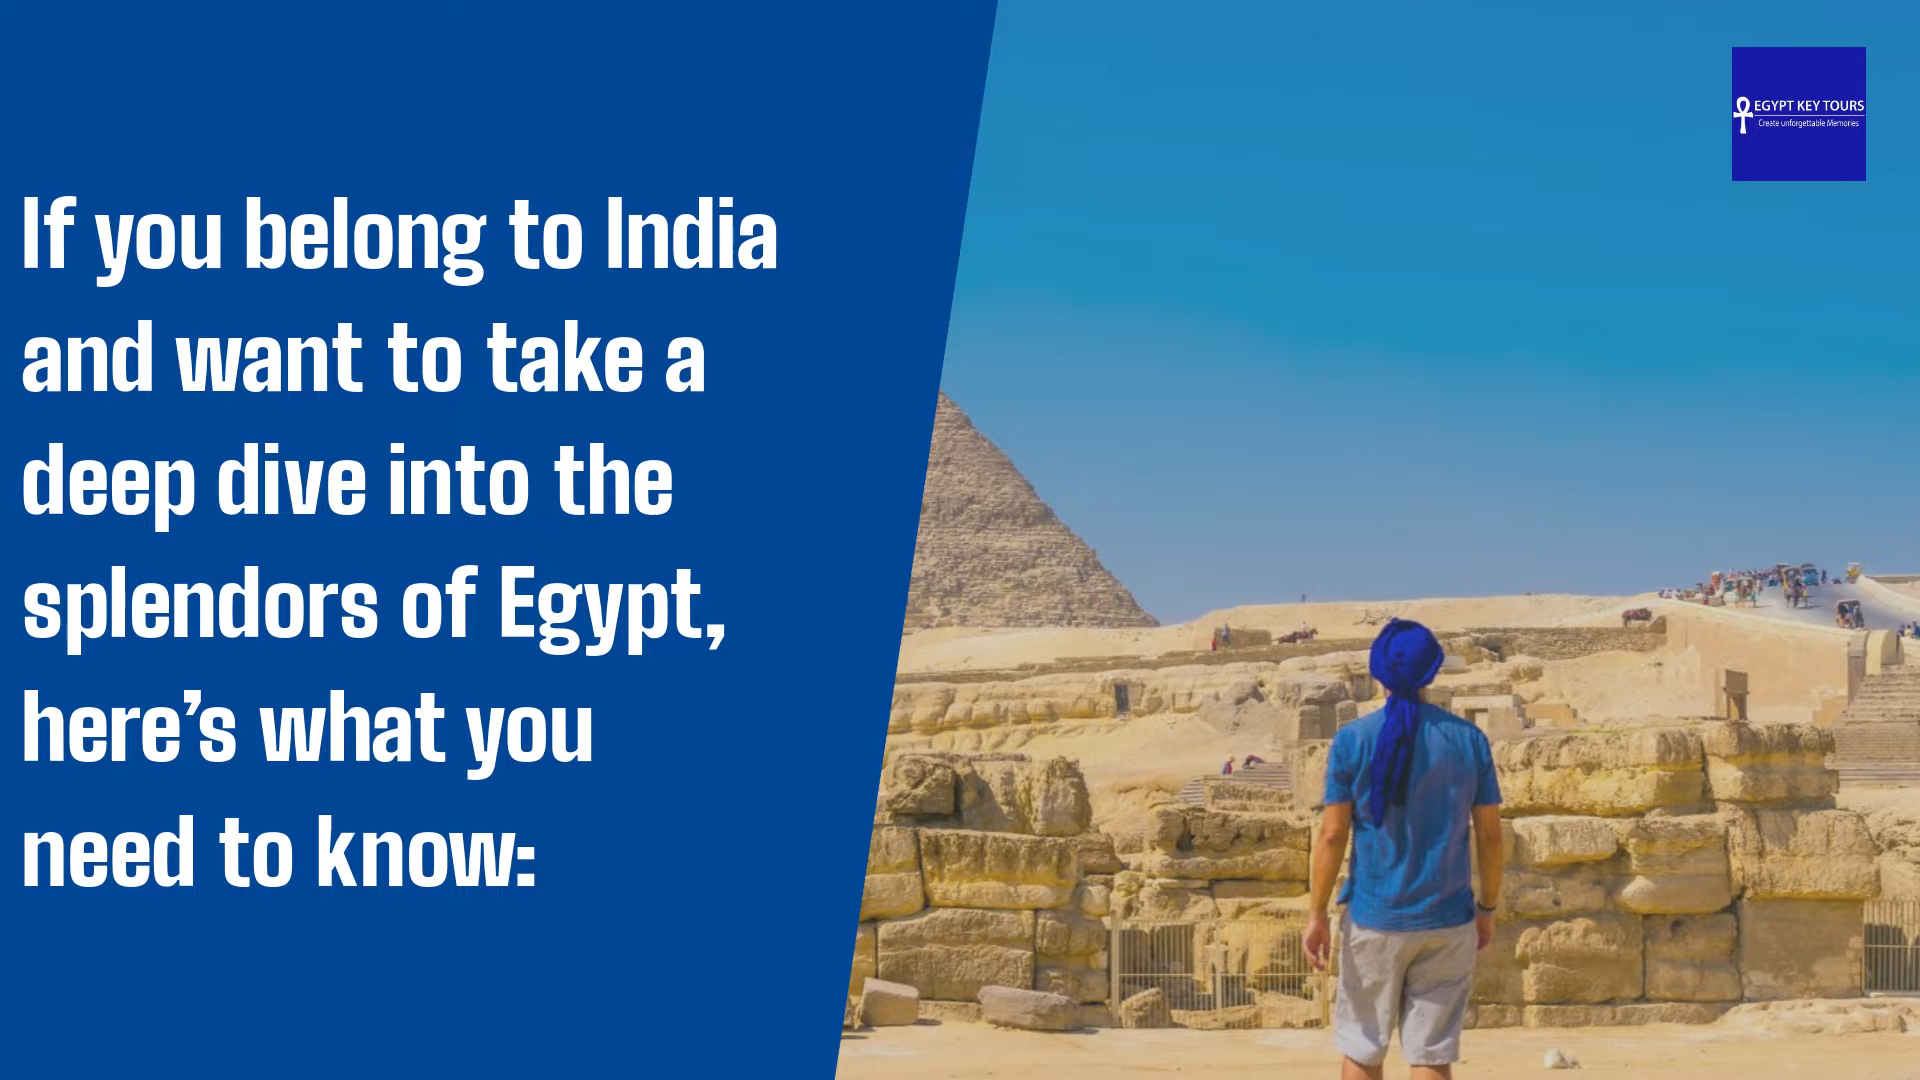 If you belong to India
and want to take a
deep dive into the
splendors of Egypt,
here’s what you
need to know:
EGYPT KEY TOURS
Create unforgettable Memories